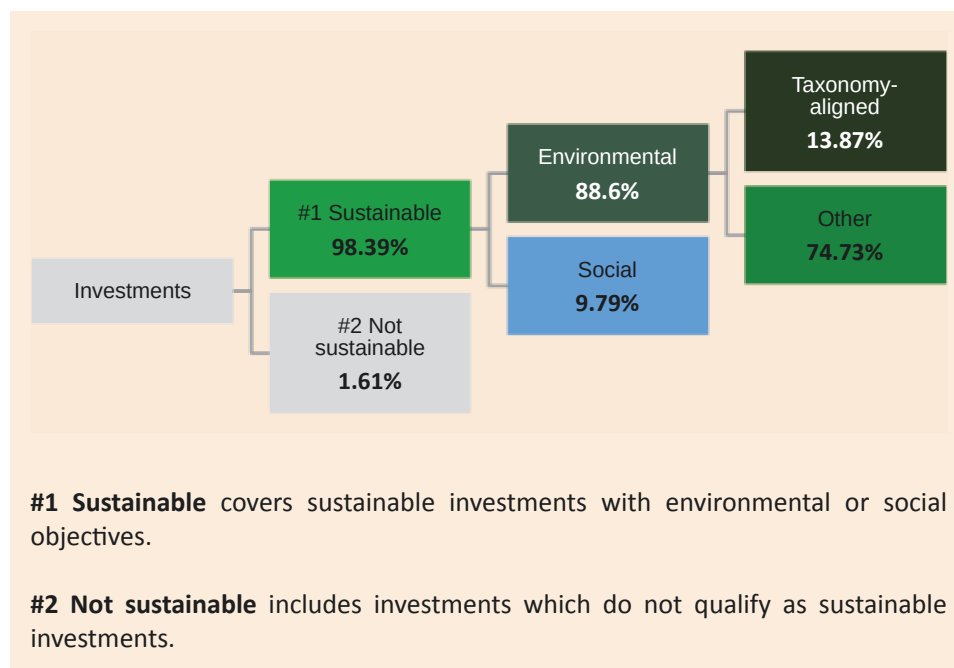 Investments
#1 Sustainable
98.39%
#2 Not
sustainable
1.61%
Environmental
88.6%
Social
9.79%
Taxonomy-
aligned
13.87%
Other
74.73%
#1 Sustainable covers sustainable investments with environmental or social
objectives.
#2 Not sustainable includes investments which do not qualify as sustainable
investments.